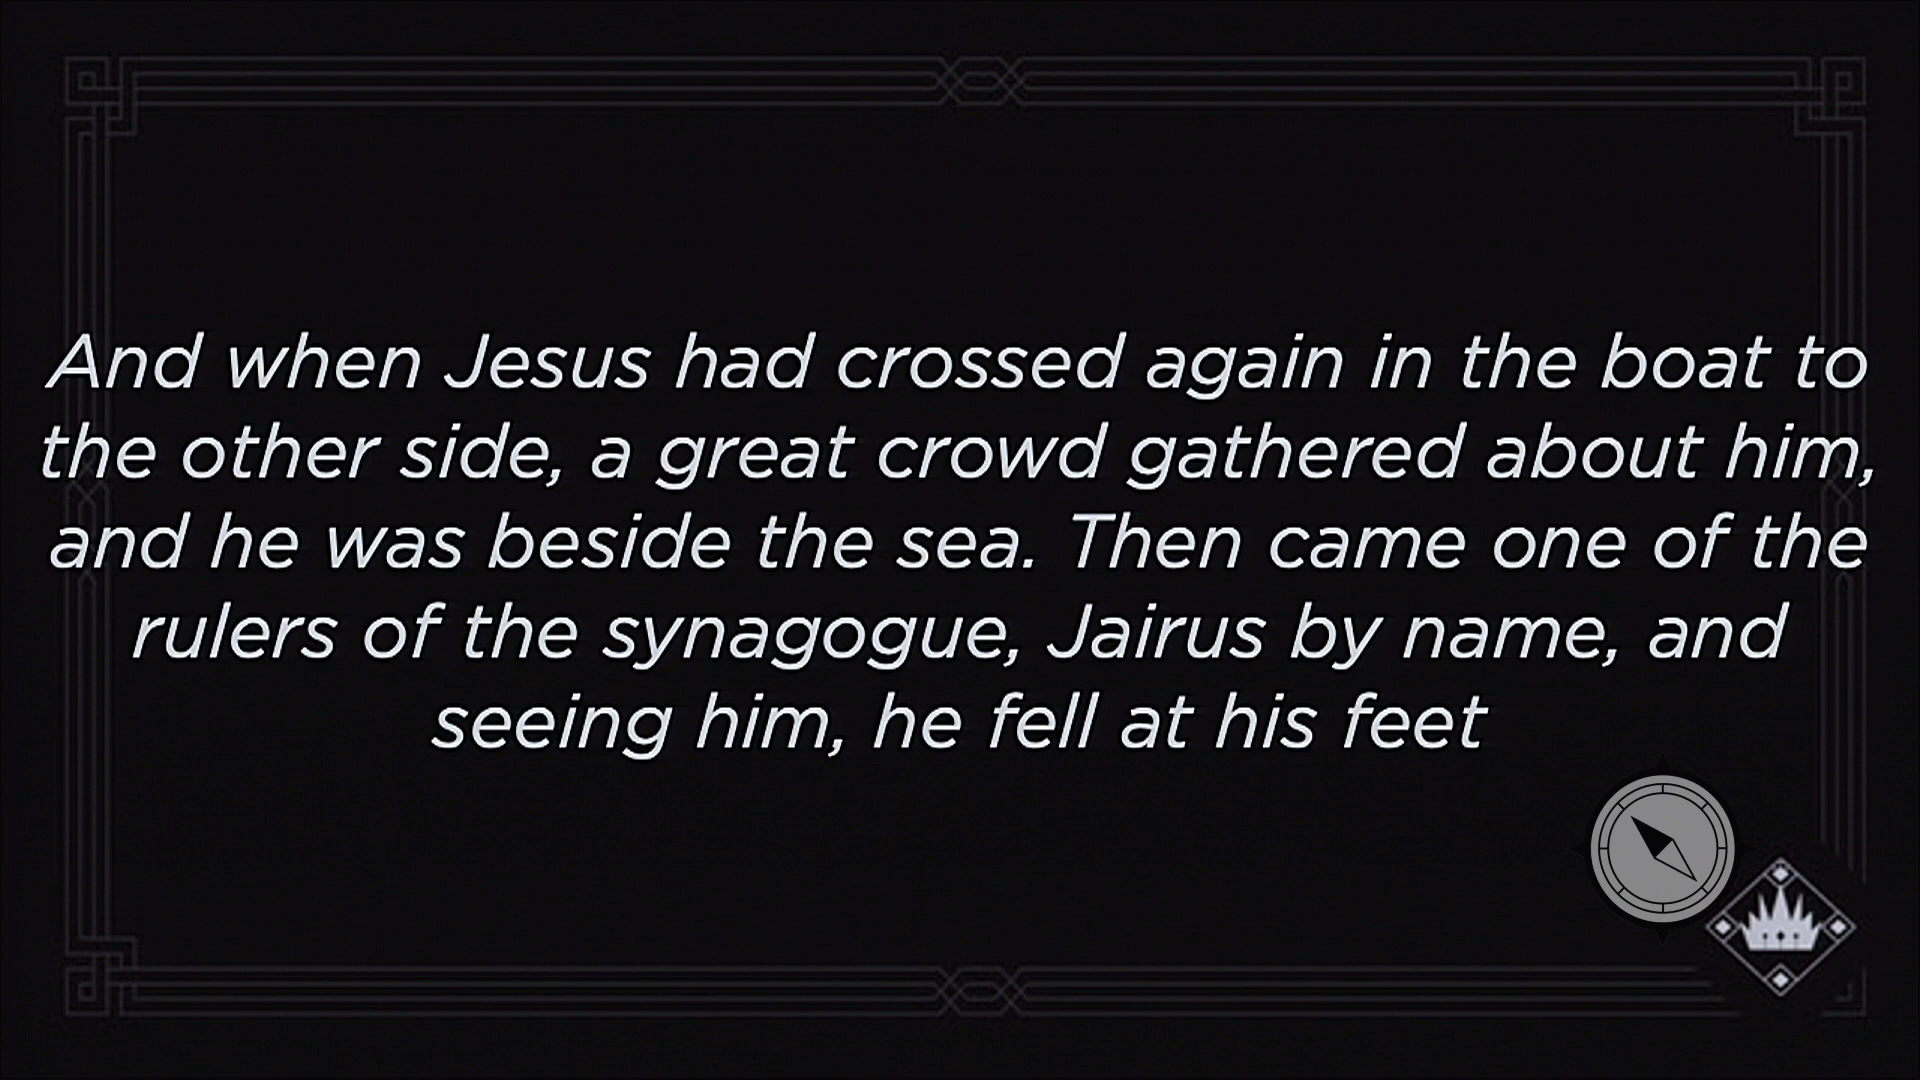 And when Jesus had crossed again in the boat to
the other side, a great crowd gathered about him,
and he was beside the sea. Then came one of the
rulers of the synagogue, Jairus by name, and
seeing him, he fell at his feet